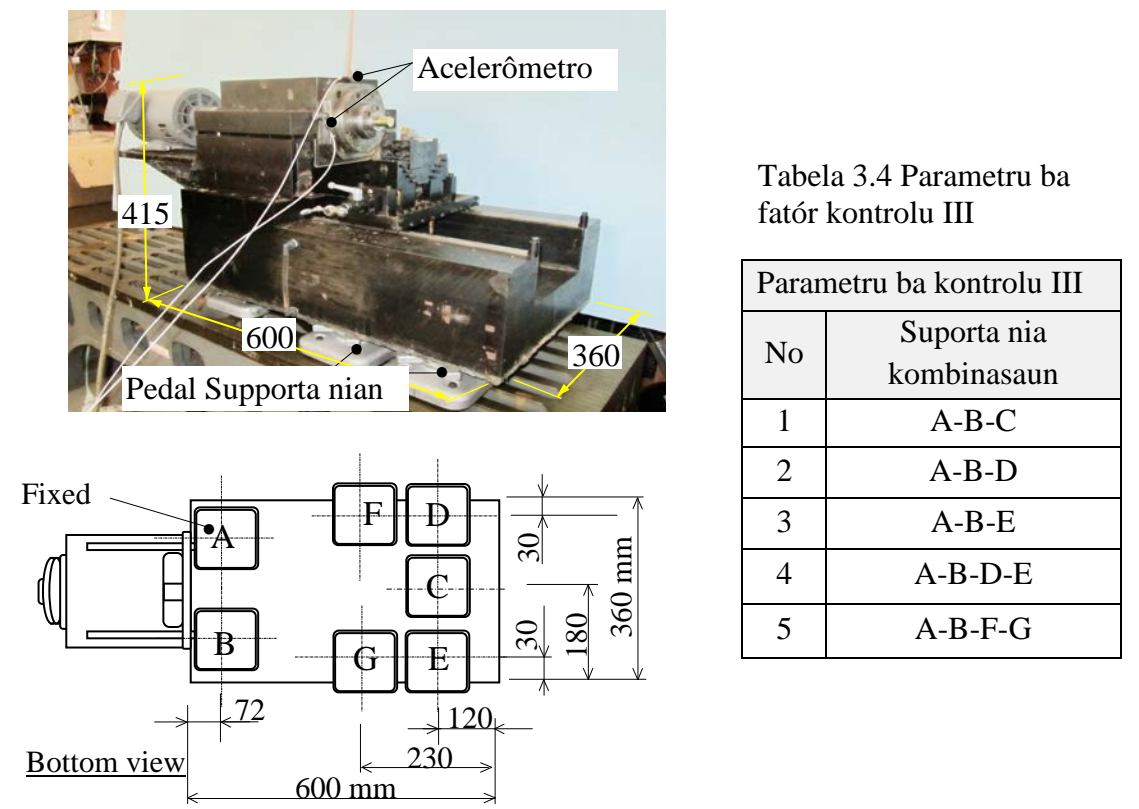 Acelerômetro
415
600
360
Pedal Supporta nian
Tabela 3.4 Parametru ba
fatór kontrolu III
Parametru ba kontrolu III
No
Suporta nia
kombinasaun
1 A-B-C
2 A-B-D
3 A-B-E
4 A-B-D-E
5 A-B-F-G
Fixed
A
F
D
C
B
G
E
30
30
180
360 mm
72
120
230
600 mm
Bottom view